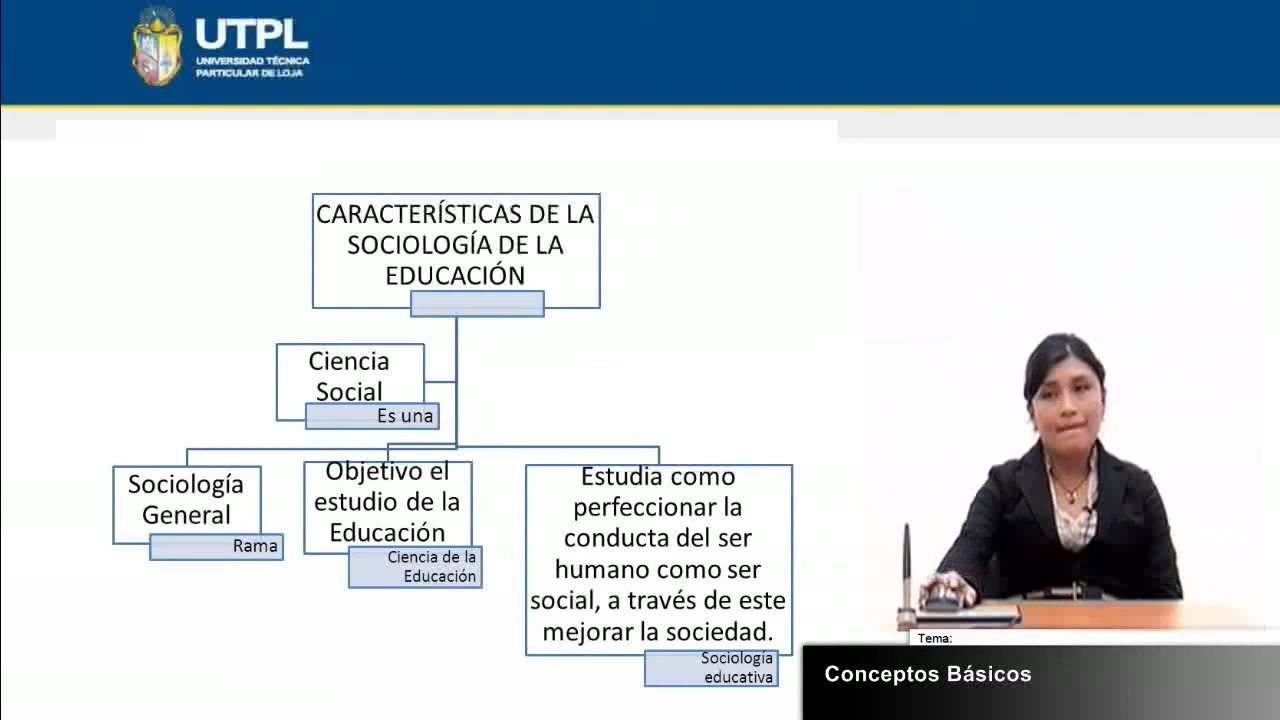 UTPL
UNIVERSIDAD TÉCNICA
PARTICULAR DE LOJA
CARACTERÍSTICAS DE LA
SOCIOLOGÍA DE LA
EDUCACIÓN
Ciencia
Social
Es una
Sociología
General
Rama
Objetivo el
estudio de la
Educación
Ciencia de la
Educación
Estudia como
perfeccionar la
conducta del ser
humano como ser
social, a través de este
mejorar la sociedad.
Sociología
educativa
Tema:
Conceptos Básicos